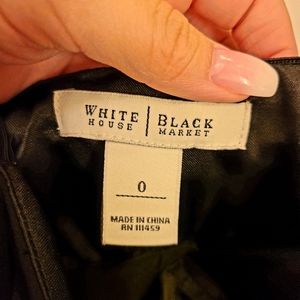 WHITE HOUSE | BLACK MARKET
0
MADE IN CHINA
RN 111459